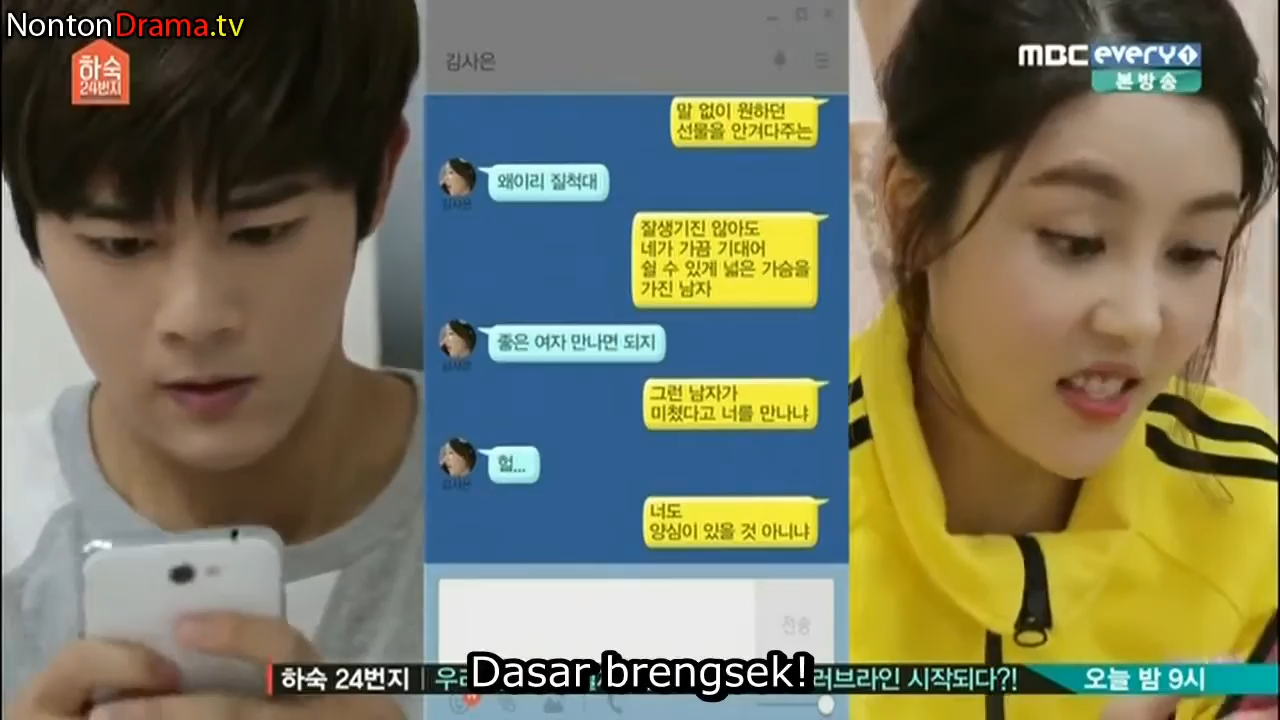 NontonDrama.tv
하숙
24번지
MBC every1
본방송
김사은
말 없이 원하던
선물을 안겨다주는
왜이리 질척대
김사은
잘생기진 않아도
네가 가끔 기대어
쉴 수 있게 넓은 가슴을
가진 남자
좋은 여자 만나면 되지
그런 남자가
미쳤다고 너를 만나냐
헐...
김사은
너도
양심이 있을 것 아니냐
전송
Dasar brengsek!
하숙 24번지
러브라인 시작되다?!
오늘 밤 9시